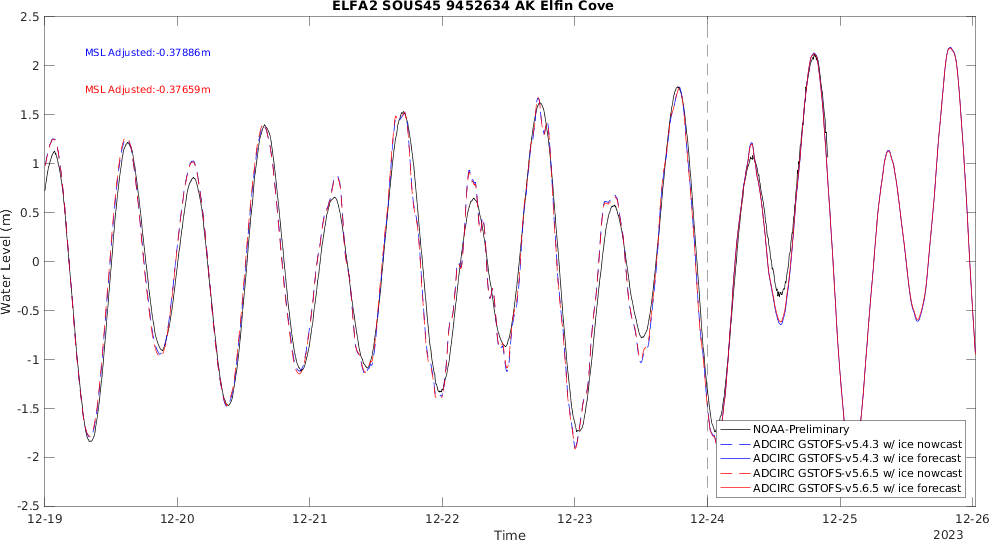 ELFA2 SOUS45 9452634 AK Elfin Cove
MSL Adjusted:-0.37886m
MSL Adjusted:-0.37659m
Water Level (m)
2.5
2
1.5
1
0.5
0
-0.5
-1
-1.5
-2
-2.5
NOAA-Preliminary
ADCIRC GSTOFS-v5.4.3 w/ ice nowcast
ADCIRC GSTOFS-v5.4.3 w/ ice forecast
ADCIRC GSTOFS-v5.6.5 w/ ice nowcast
ADCIRC GSTOFS-v5.6.5 w/ ice forecast
12-19 12-20 12-21 12-22 12-23 12-24 12-25 12-26
Time
2023